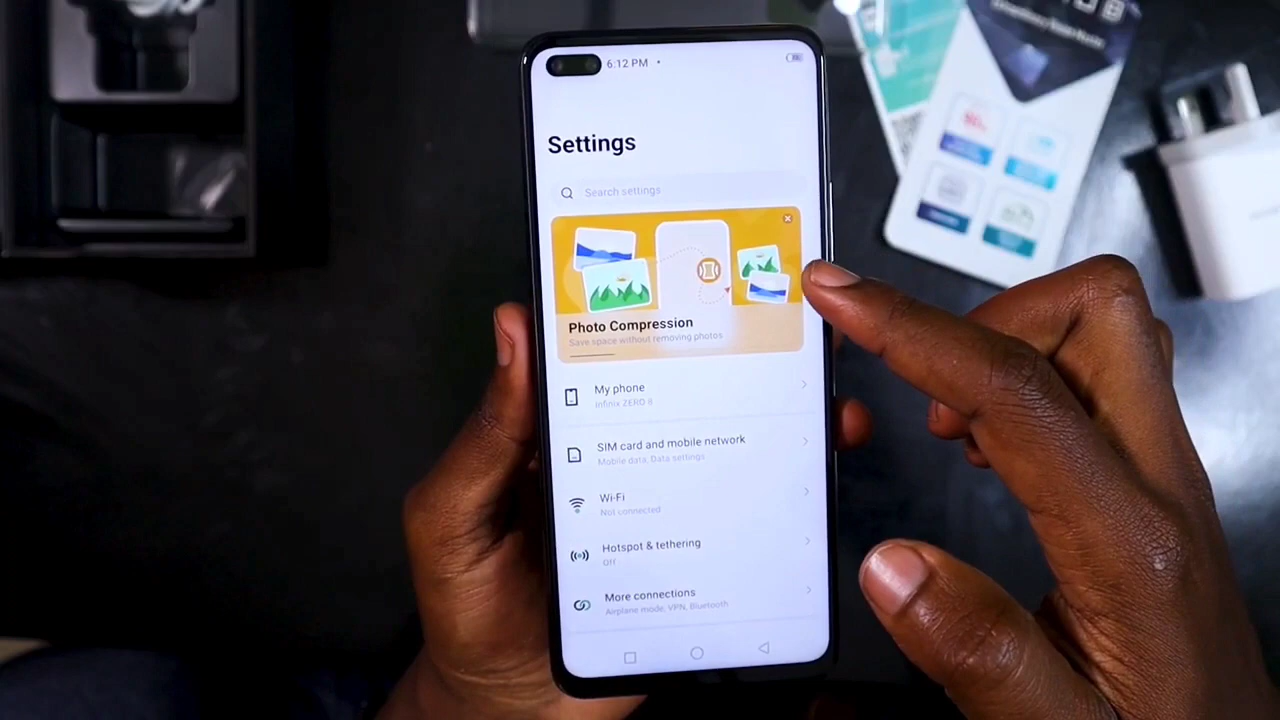 6:12 PM
Settings
Search settings
Photo Compression
Save space without removing photos
My phone
Infinix ZERO 8
SIM card and mobile network
Mobile data, Data settings
Wi-Fi
Not connected
Hotspot & tethering
Off
More connections
Airplane mode, VPN, Bluetooth